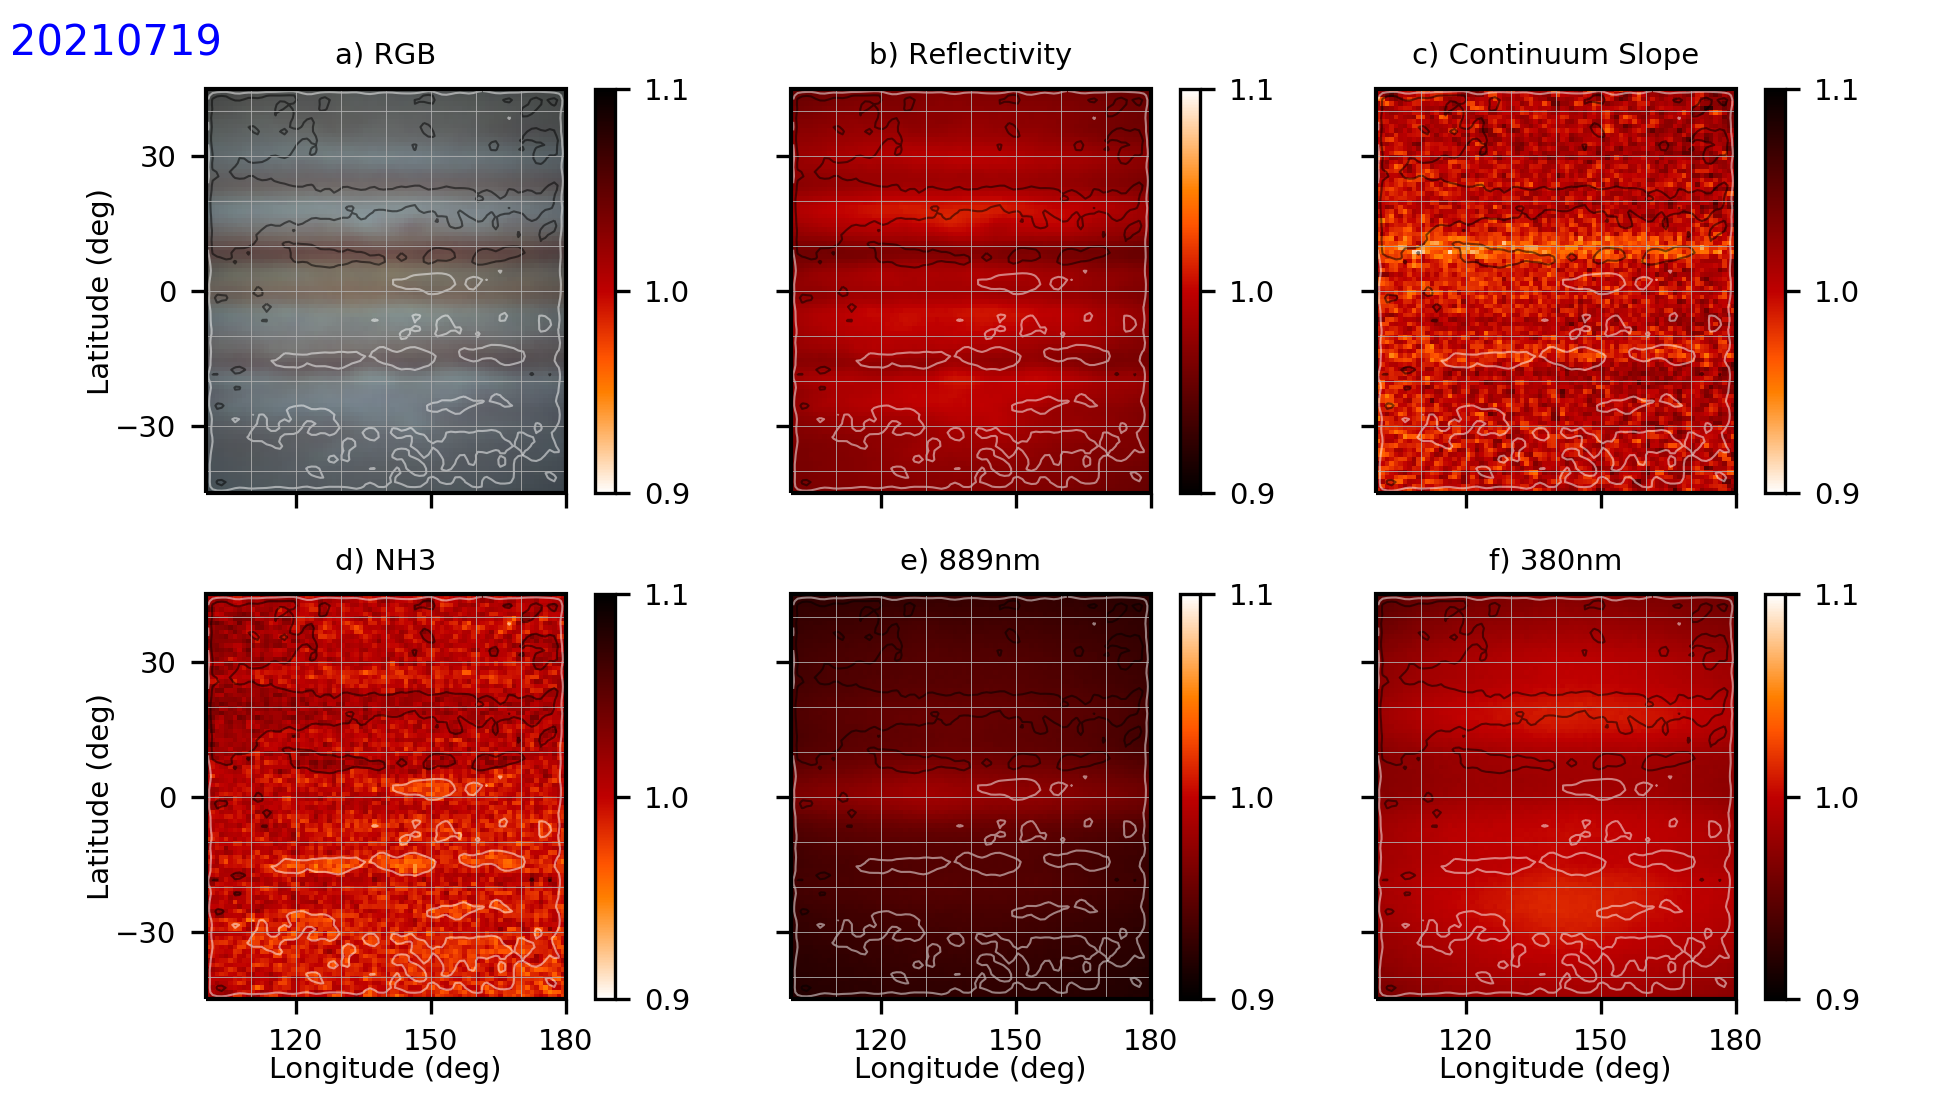 20210719
a) RGB
b) Reflectivity
c) Continuum Slope
1.1
1.1
1.1
30
0
−30
Latitude (deg)
1.0
1.0
1.0
0.9
0.9
0.9
d) NH3
e) 889nm
f) 380nm
1.1
1.1
1.1
30
0
−30
Latitude (deg)
1.0
1.0
1.0
0.9
0.9
0.9
120 150 180
120 150 180
120 150 180
Longitude (deg)
Longitude (deg)
Longitude (deg)